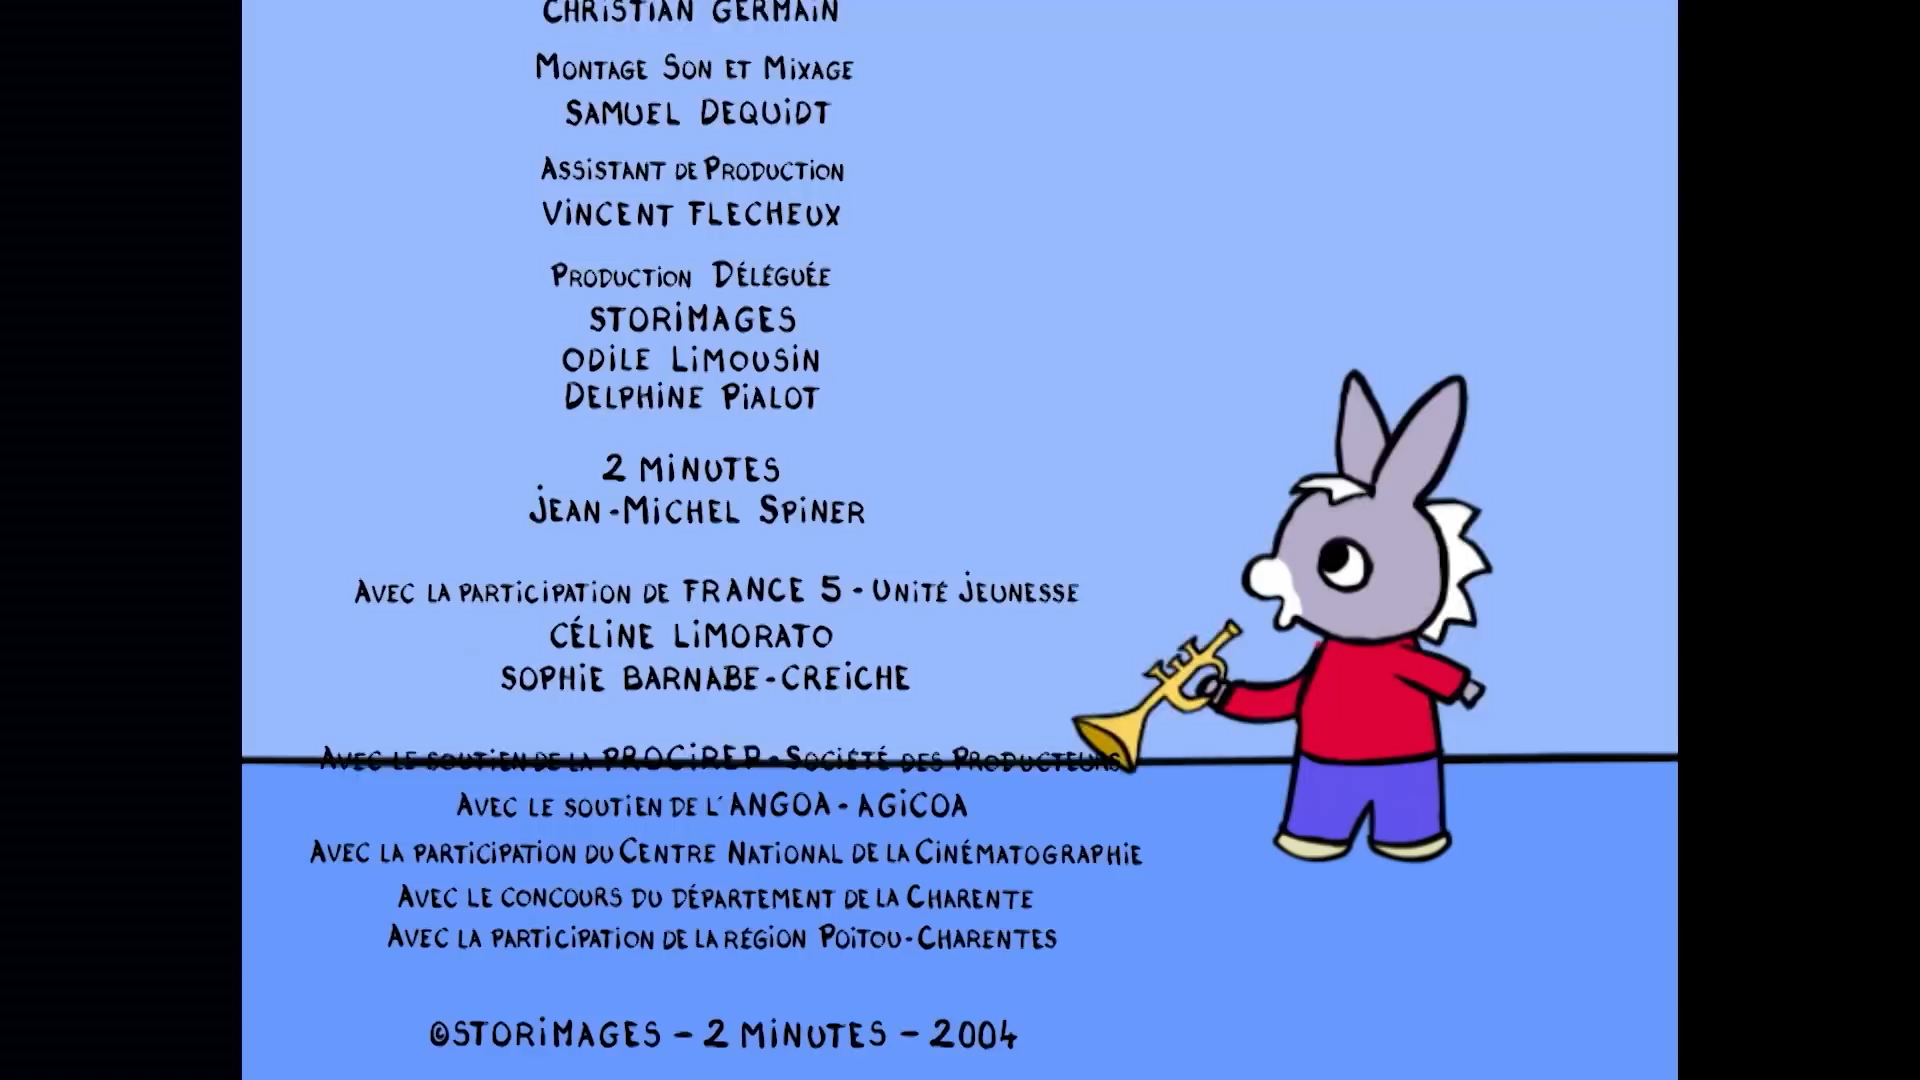 CHRiSTiAN GERMAiN
MONTAGE SON ET MiXAGE
SAMUEL DEQUiDT
ASSiSTANT DE PRODUCTiON
ViNCENT FLECHEUX
PRODUCTiON DÉLÉGUÉE
STORiMAGES
ODiLE LiMOUSiN
DELPHiNE PiALOT
2 MiNUTES
jEAN-MiCHEL SPiNER
AVEC LA PARTiCiPATiON DE FRANCE 5 - UNiTÉ jEUNESSE
CÉLiNE LiMORATO
SOPHiE BARNABE-CREiCHE
AVEC LE SOUTiEN DE LA PROCiREP - SOCiÉTÉ DES PRODUCTEURS
AVEC LE SOUTiEN DE L'ANGOA - AGiCOA
AVEC LA PARTiCiPATiON DU CENTRE NATiONAL DE LA CiNÉMATOGRAPHiE
AVEC LE CONCOURS DU DÉPARTEMENT DE LA CHARENTE
AVEC LA PARTiCiPATiON DE LA RÉGiON POiTOU-CHARENTES
©STORiMAGES - 2 MiNUTES - 2004